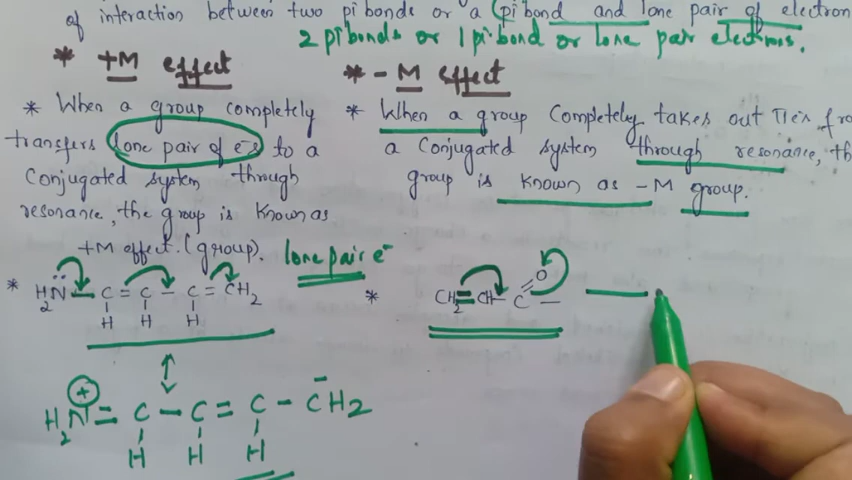 of interaction between two pi bonds or a (pi bond and lone pair of electron
2 pi bonds or 1 pi bond or lone pair electrons.
* +M effect
* When a group completely
transfers lone pair of e-s to a
Conjugated system through
resonance, the group is known as
+M effect. (group).
lone pair e-
* H2N̈ - C = C - C = CH2
H H H
H2N⊕ = C - C = C - C̄H2
H H H
* - M effect
* When a group Completely takes out πe's fro
a Conjugated system through resonance, th
group is known as -M group.
* CH2 = CH - C -
O